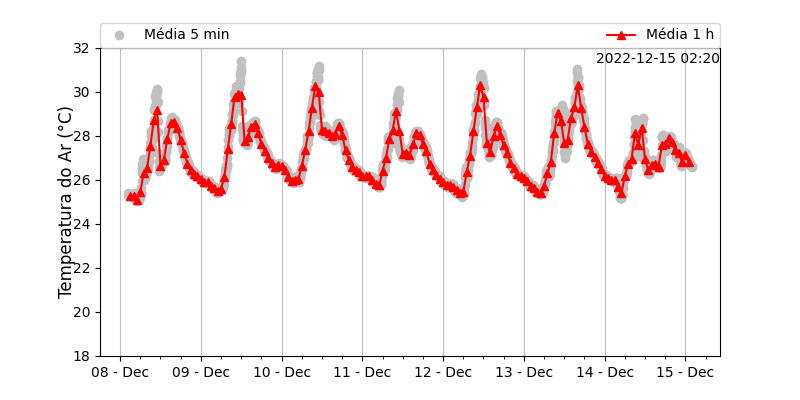 Média 5 min
Média 1 h
2022-12-15 02:20
Temperatura do Ar (°C)
32
30
28
26
24
22
20
18
08 - Dec
09 - Dec
10 - Dec
11 - Dec
12 - Dec
13 - Dec
14 - Dec
15 - Dec